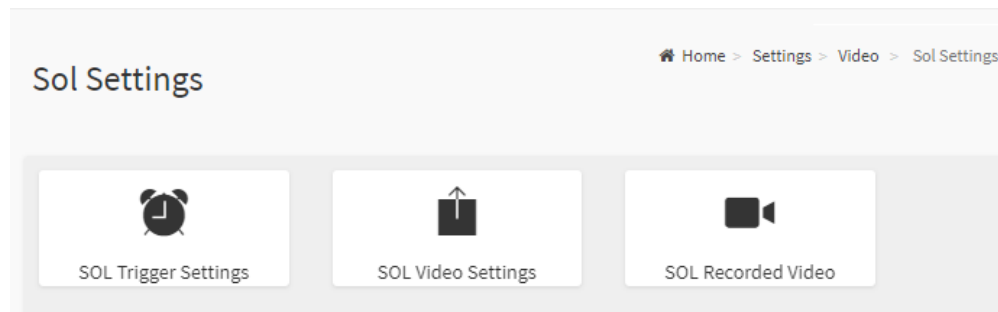 Home > Settings > Video > Sol Settings
Sol Settings
SOL Trigger Settings
SOL Video Settings
SOL Recorded Video